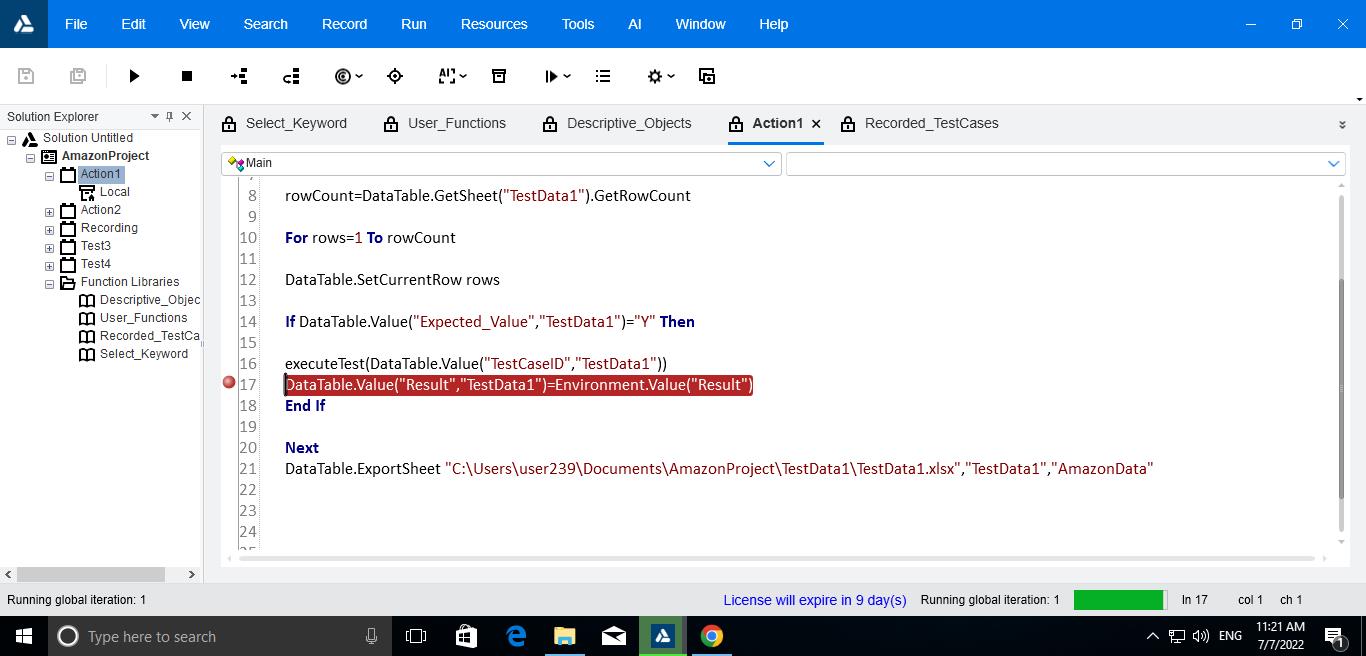 File Edit View Search Record Run Resources Tools AI Window Help
Solution Explorer
Solution Untitled
AmazonProject
Action1
Local
Action2
Recording
Test3
Test4
Function Libraries
Descriptive_Objec
User_Functions
Recorded_TestCa
Select_Keyword
Select_Keyword User_Functions Descriptive_Objects Action1 Recorded_TestCases
Main
8 rowCount=DataTable.GetSheet("TestData1").GetRowCount
9
10 For rows=1 To rowCount
11
12 DataTable.SetCurrentRow rows
13
14 If DataTable.Value("Expected_Value","TestData1")="Y" Then
15
16 executeTest(DataTable.Value("TestCaseID","TestData1"))
17 DataTable.Value("Result","TestData1")=Environment.Value("Result")
18 End If
19
20 Next
21 DataTable.ExportSheet "C:\Users\user239\Documents\AmazonProject\TestData1\TestData1.xlsx","TestData1","AmazonData"
22
23
24
25
Running global iteration: 1 License will expire in 9 day(s) Running global iteration: 1 ln 17 col 1 ch 1
Type here to search ENG 11:21 AM
7/7/2022 1